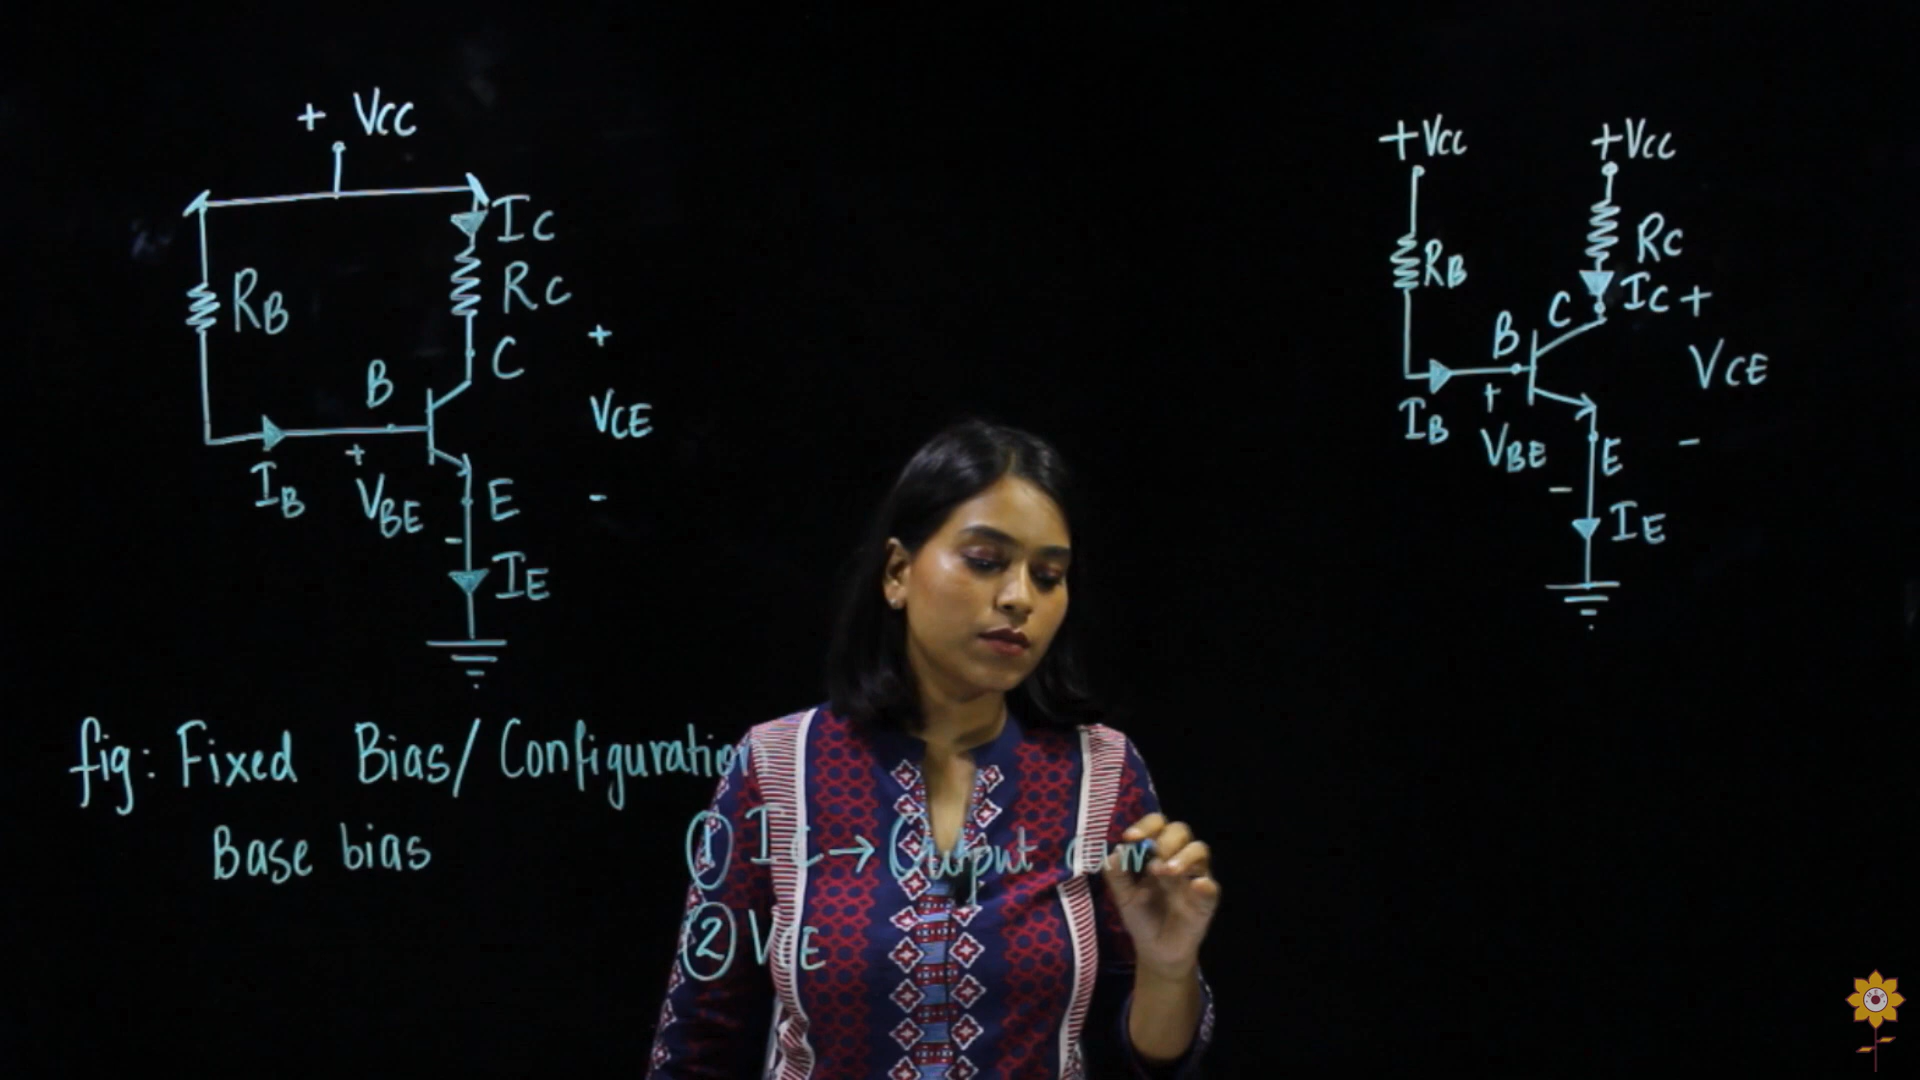 + VCC
IC
RC
RB
C
B
+
+
VCE
IB
VBE
E
-
-
IE
fig: Fixed Bias/ Configuration
Base bias
+VCC
+VCC
RC
RB
IC +
C
B
VCE
IB
+
VBE
E
-
-
IE
① IC → Output curr
② VCE